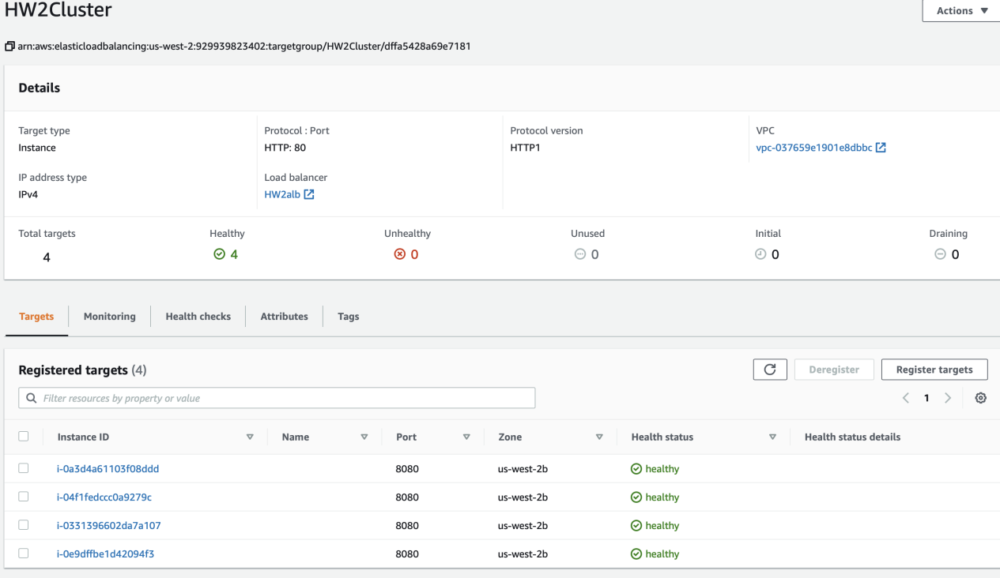 HW2Cluster
Actions
arn:aws:elasticloadbalancing:us-west-2:929939823402:targetgroup/HW2Cluster/dffa5428a69e7181
Details
Target type Protocol : Port Protocol version VPC
Instance HTTP: 80 HTTP1 vpc-037659e1901e8dbbc
IP address type Load balancer
IPv4 HW2alb
Total targets Healthy Unhealthy Unused Initial Draining
4 4 0 0 0 0
Targets Monitoring Health checks Attributes Tags
Registered targets (4) Deregister Register targets
Filter resources by property or value 1
Instance ID Name Port Zone Health status Health status details
i-0a3d4a61103f08ddd 8080 us-west-2b healthy
i-04f1fedccc0a9279c 8080 us-west-2b healthy
i-0331396602da7a107 8080 us-west-2b healthy
i-0e9dffbe1d42094f3 8080 us-west-2b healthy